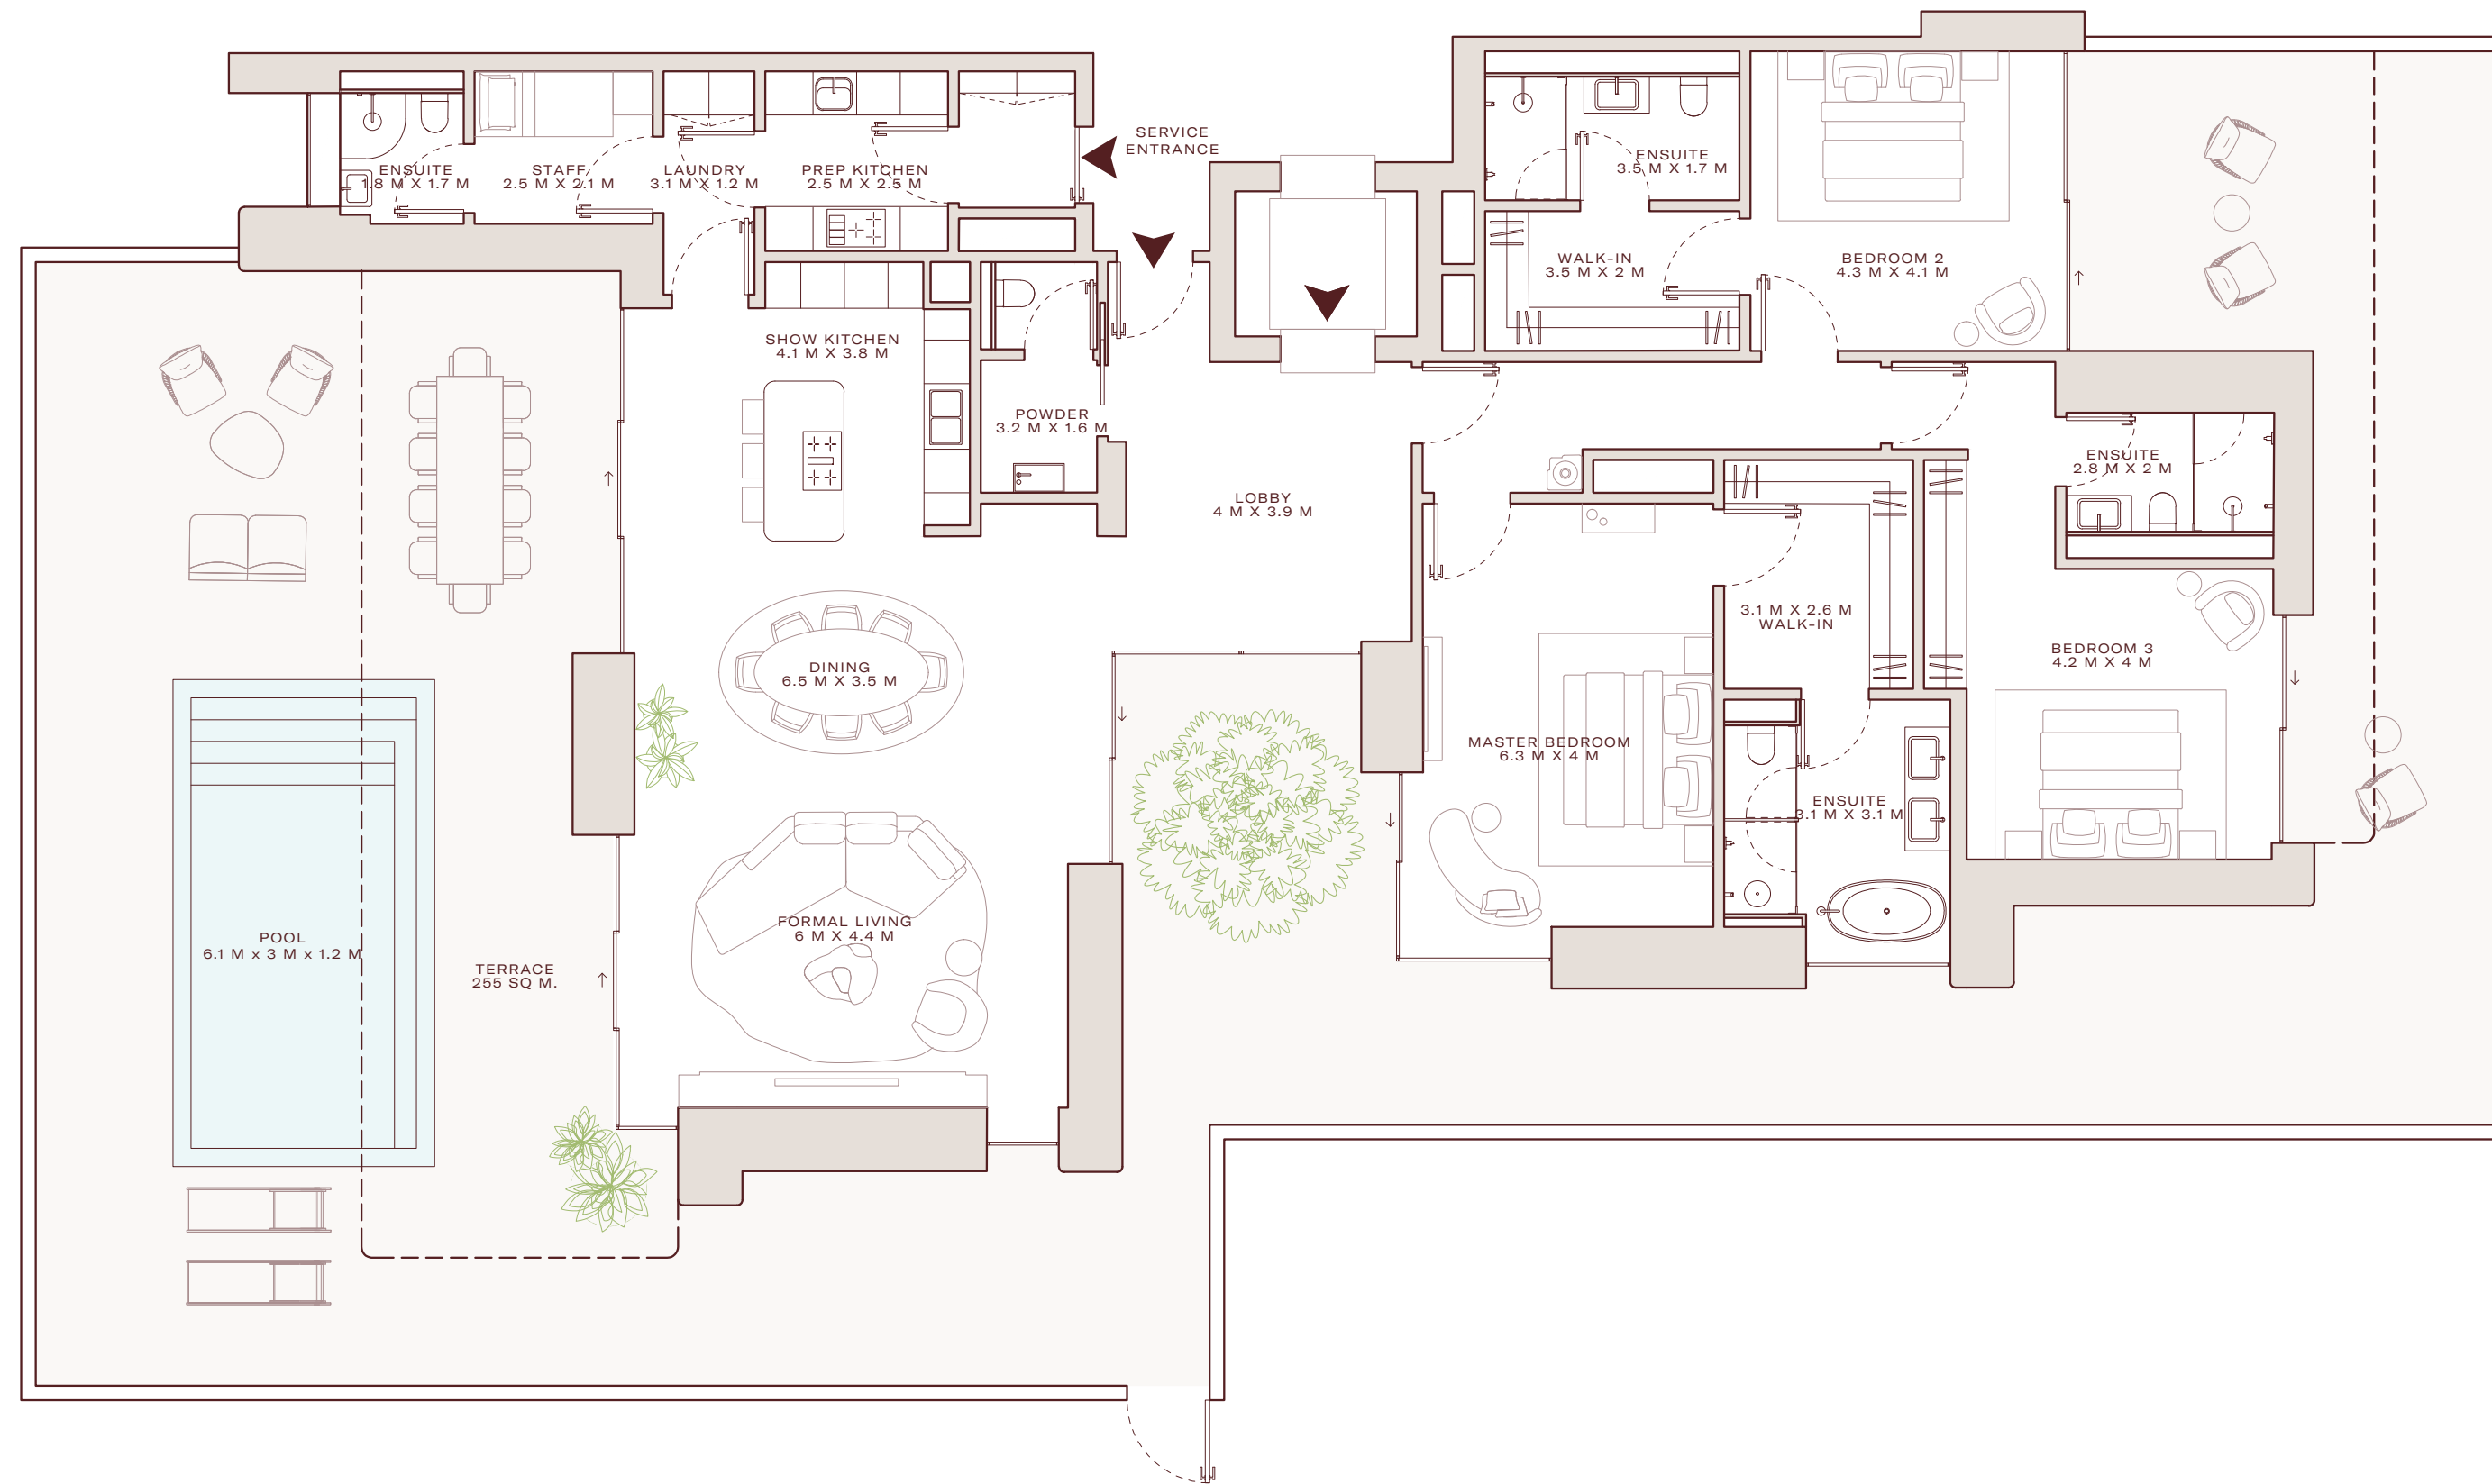 SERVICE
ENTRANCE
ENSUITE
1.8 M X 1.7 M
STAFF
2.5 M X 2.1 M
LAUNDRY
3.1 M X 1.2 M
PREP KITCHEN
2.5 M X 2.5 M
ENSUITE
3.5 M X 1.7 M
WALK-IN
3.5 M X 2 M
BEDROOM 2
4.3 M X 4.1 M
SHOW KITCHEN
4.1 M X 3.8 M
POWDER
3.2 M X 1.6 M
LOBBY
4 M X 3.9 M
ENSUITE
2.8 M X 2 M
3.1 M X 2.6 M
WALK-IN
BEDROOM 3
4.2 M X 4 M
DINING
6.5 M X 3.5 M
MASTER BEDROOM
6.3 M X 4 M
ENSUITE
3.1 M X 3.1 M
FORMAL LIVING
6 M X 4.4 M
POOL
6.1 M x 3 M x 1.2 M
TERRACE
255 SQ M.